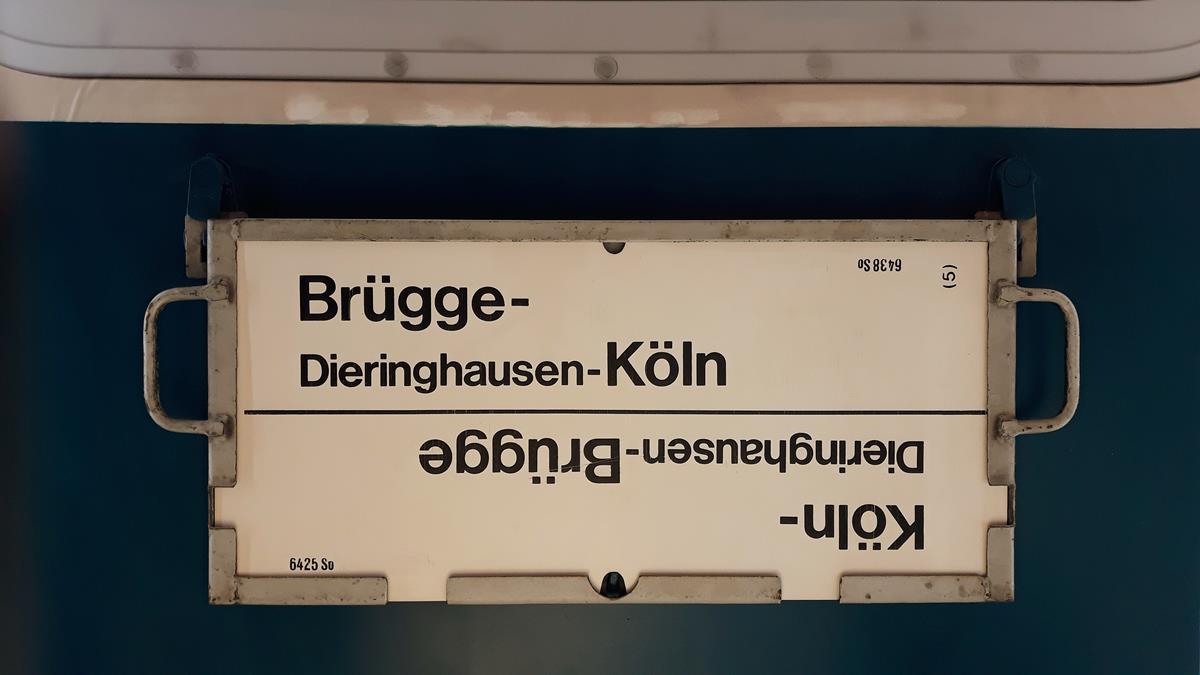 6438 So
(5)
Brügge-
Dieringhausen-Köln
Köln-
Dieringhausen-Brügge
6425 So